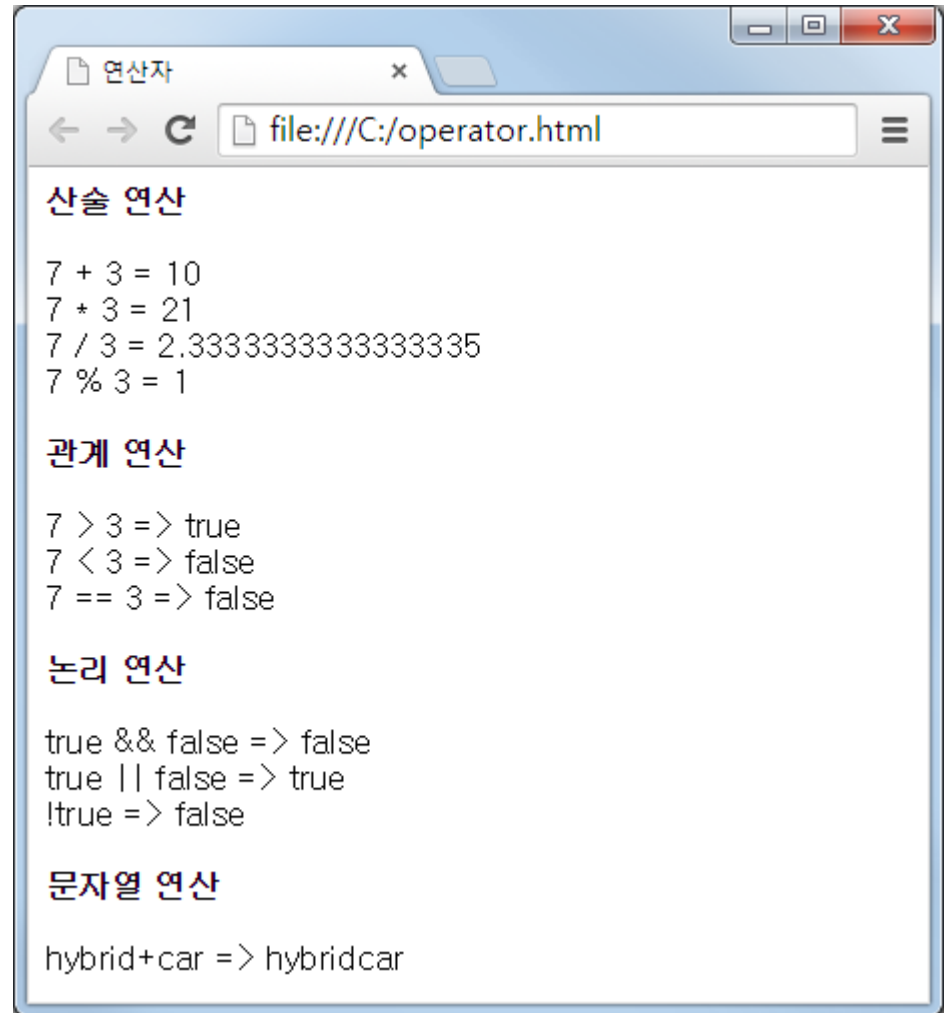 연산자
file:///C:/operator.html
산술 연산
7 + 3 = 10
7 * 3 = 21
7 / 3 = 2.3333333333333335
7 % 3 = 1
관계 연산
7 > 3 => true
7 < 3 => false
7 == 3 => false
논리 연산
true && false => false
true || false => true
!true => false
문자열 연산
hybrid+car => hybridcar